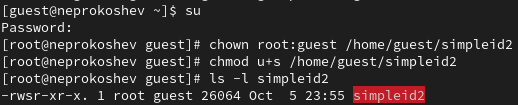 [guest@neprokoshev ~]$ su
Password:
[root@neprokoshev guest]# chown root:guest /home/guest/simpleid2
[root@neprokoshev guest]# chmod u+s /home/guest/simpleid2
[root@neprokoshev guest]# ls -l simpleid2
-rwsr-xr-x. 1 root guest 26064 Oct  5 23:55 simpleid2